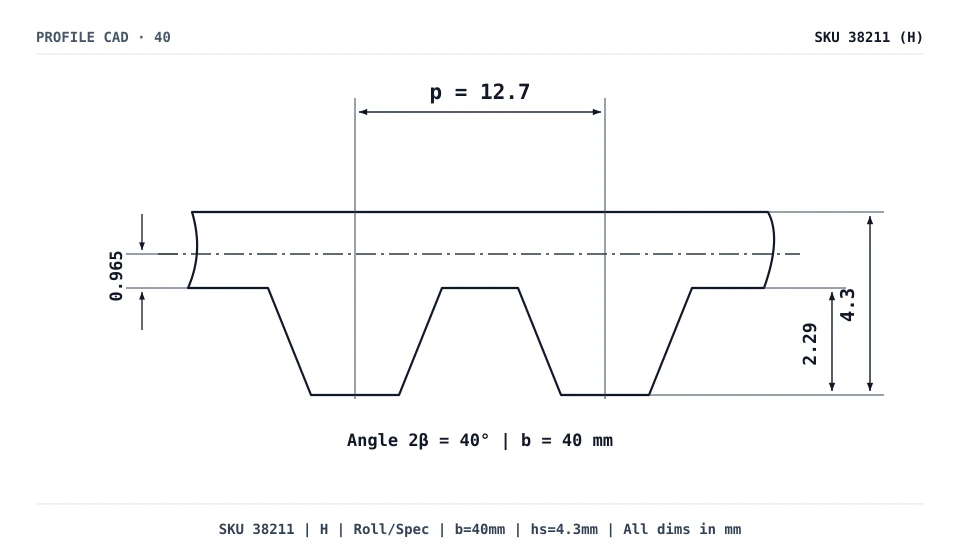 PROFILE CAD · 40
SKU 38211 (H)
p = 12.7
0.965
4.3
2.29
Angle 2β = 40° | b = 40 mm
SKU 38211 | H | Roll/Spec | b=40mm | hs=4.3mm | All dims in mm